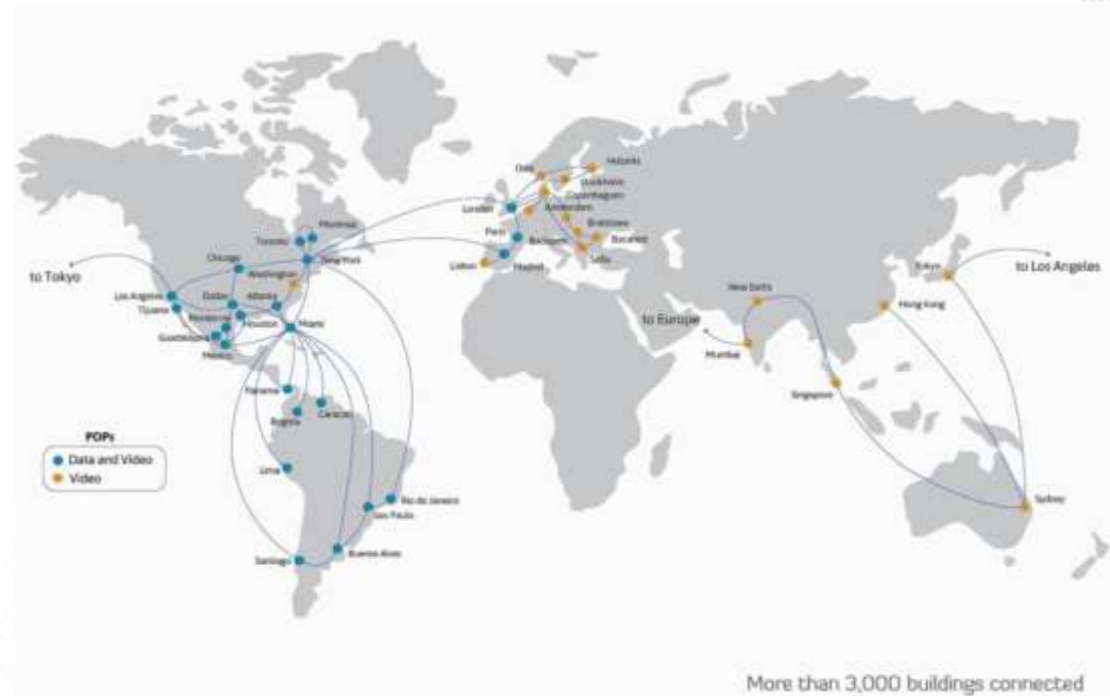 Oslo
Helsinki
Stockholm
Copenhaguen
London
Amsterdam
Bratislava
Montreal
Toronto
Paris
Bucarest
Chicago
New York
Sofia
Washington
Lisbon
Madrid
Tokyo
to Los Angeles
to Tokyo
Los Angeles
Dallas
Atlanta
New Delhi
Tijuana
Hong Kong
Monterrey
Houston
Miami
to Europe
Guadalajara
Mexico
Mumbai
Panama
Singapore
Bogota
Caracas
POPs
Data and Video
Video
Lima
Rio de Janeiro
Sao Paulo
Sydney
Buenos Aires
Santiago
More than 3,000 buildings connected